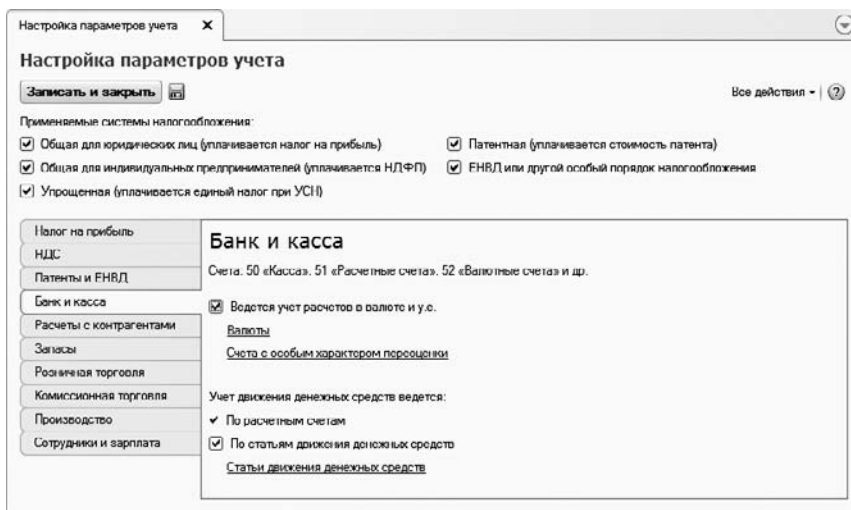 Настройка параметров учета
Настройка параметров учета
Записать и закрыть
Все действия
Применяемые системы налогообложения:
Общая для юридических лиц (уплачивается налог на прибыль)
Патентная (уплачивается стоимость патента)
Общая для индивидуальных предпринимателей (уплачивается НДФЛ)
ЕНВД или другой особый порядок налогообложения
Упрощенная (уплачивается единый налог при УСН)
Налог на прибыль
НДС
Патенты и ЕНВД
Банк и касса
Расчеты с контрагентами
Запасы
Розничная торговля
Комиссионная торговля
Производство
Сотрудники и зарплата
Банк и касса
Счета: 50 «Касса», 51 «Расчетные счета», 52 «Валютные счета» и др.
Ведется учет расчетов в валюте и у.е.
Валюты
Счета с особым характером переоценки
Учет движения денежных средств ведется:
По расчетным счетам
По статьям движения денежных средств
Статьи движения денежных средств